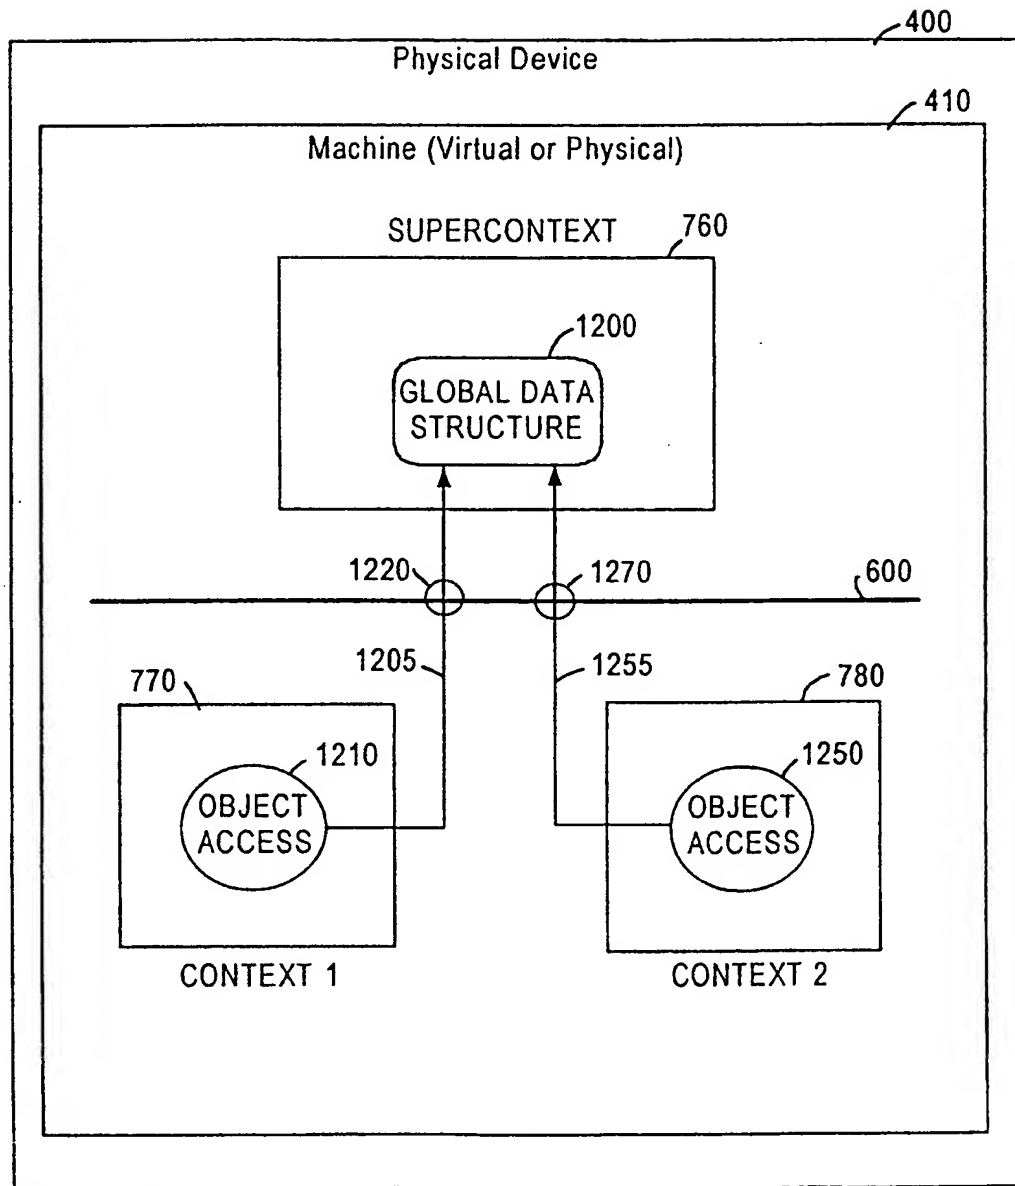 400
Physical Device
410
Machine (Virtual or Physical)
SUPERCONTEXT
760
1200
GLOBAL DATA
STRUCTURE
1220
1270
600
1205
1255
770
780
1210
1250
OBJECT
ACCESS
OBJECT
ACCESS
CONTEXT 1
CONTEXT 2